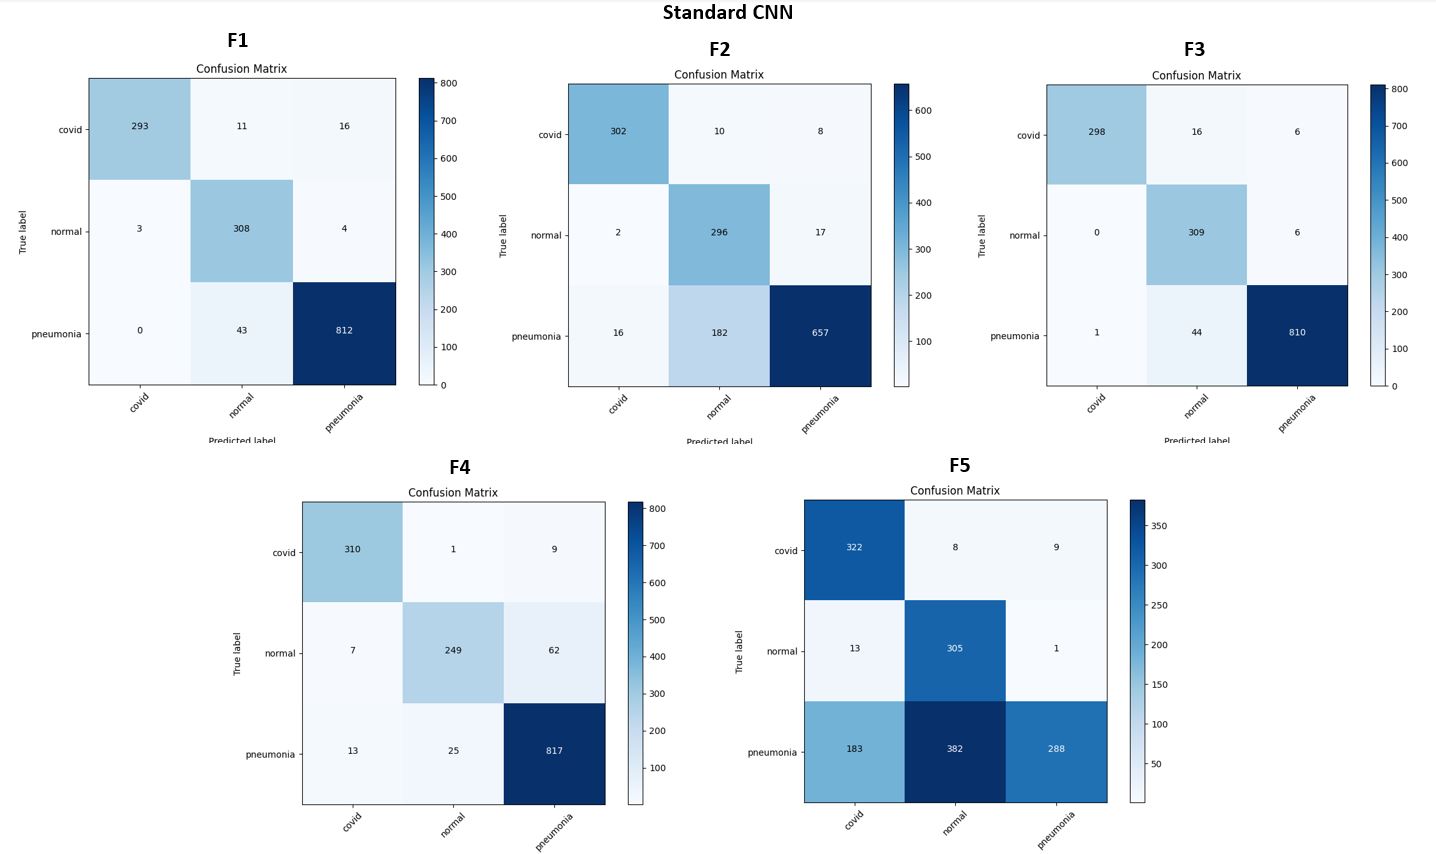 Standard CNN
F1
Confusion Matrix
True label
covid 293 11 16
normal 3 308 4
pneumonia 0 43 812
covid normal pneumonia
Predicted label
800
700
600
500
400
300
200
100
0
F2
Confusion Matrix
True label
covid 302 10 8
normal 2 296 17
pneumonia 16 182 657
covid normal pneumonia
Predicted label
600
500
400
300
200
100
F3
Confusion Matrix
True label
covid 298 16 6
normal 0 309 6
pneumonia 1 44 810
covid normal pneumonia
Predicted label
800
700
600
500
400
300
200
100
0
F4
Confusion Matrix
True label
covid 310 1 9
normal 7 249 62
pneumonia 13 25 817
covid normal pneumonia
800
700
600
500
400
300
200
100
F5
Confusion Matrix
True label
covid 322 8 9
normal 13 305 1
pneumonia 183 382 288
covid normal pneumonia
350
300
250
200
150
100
50